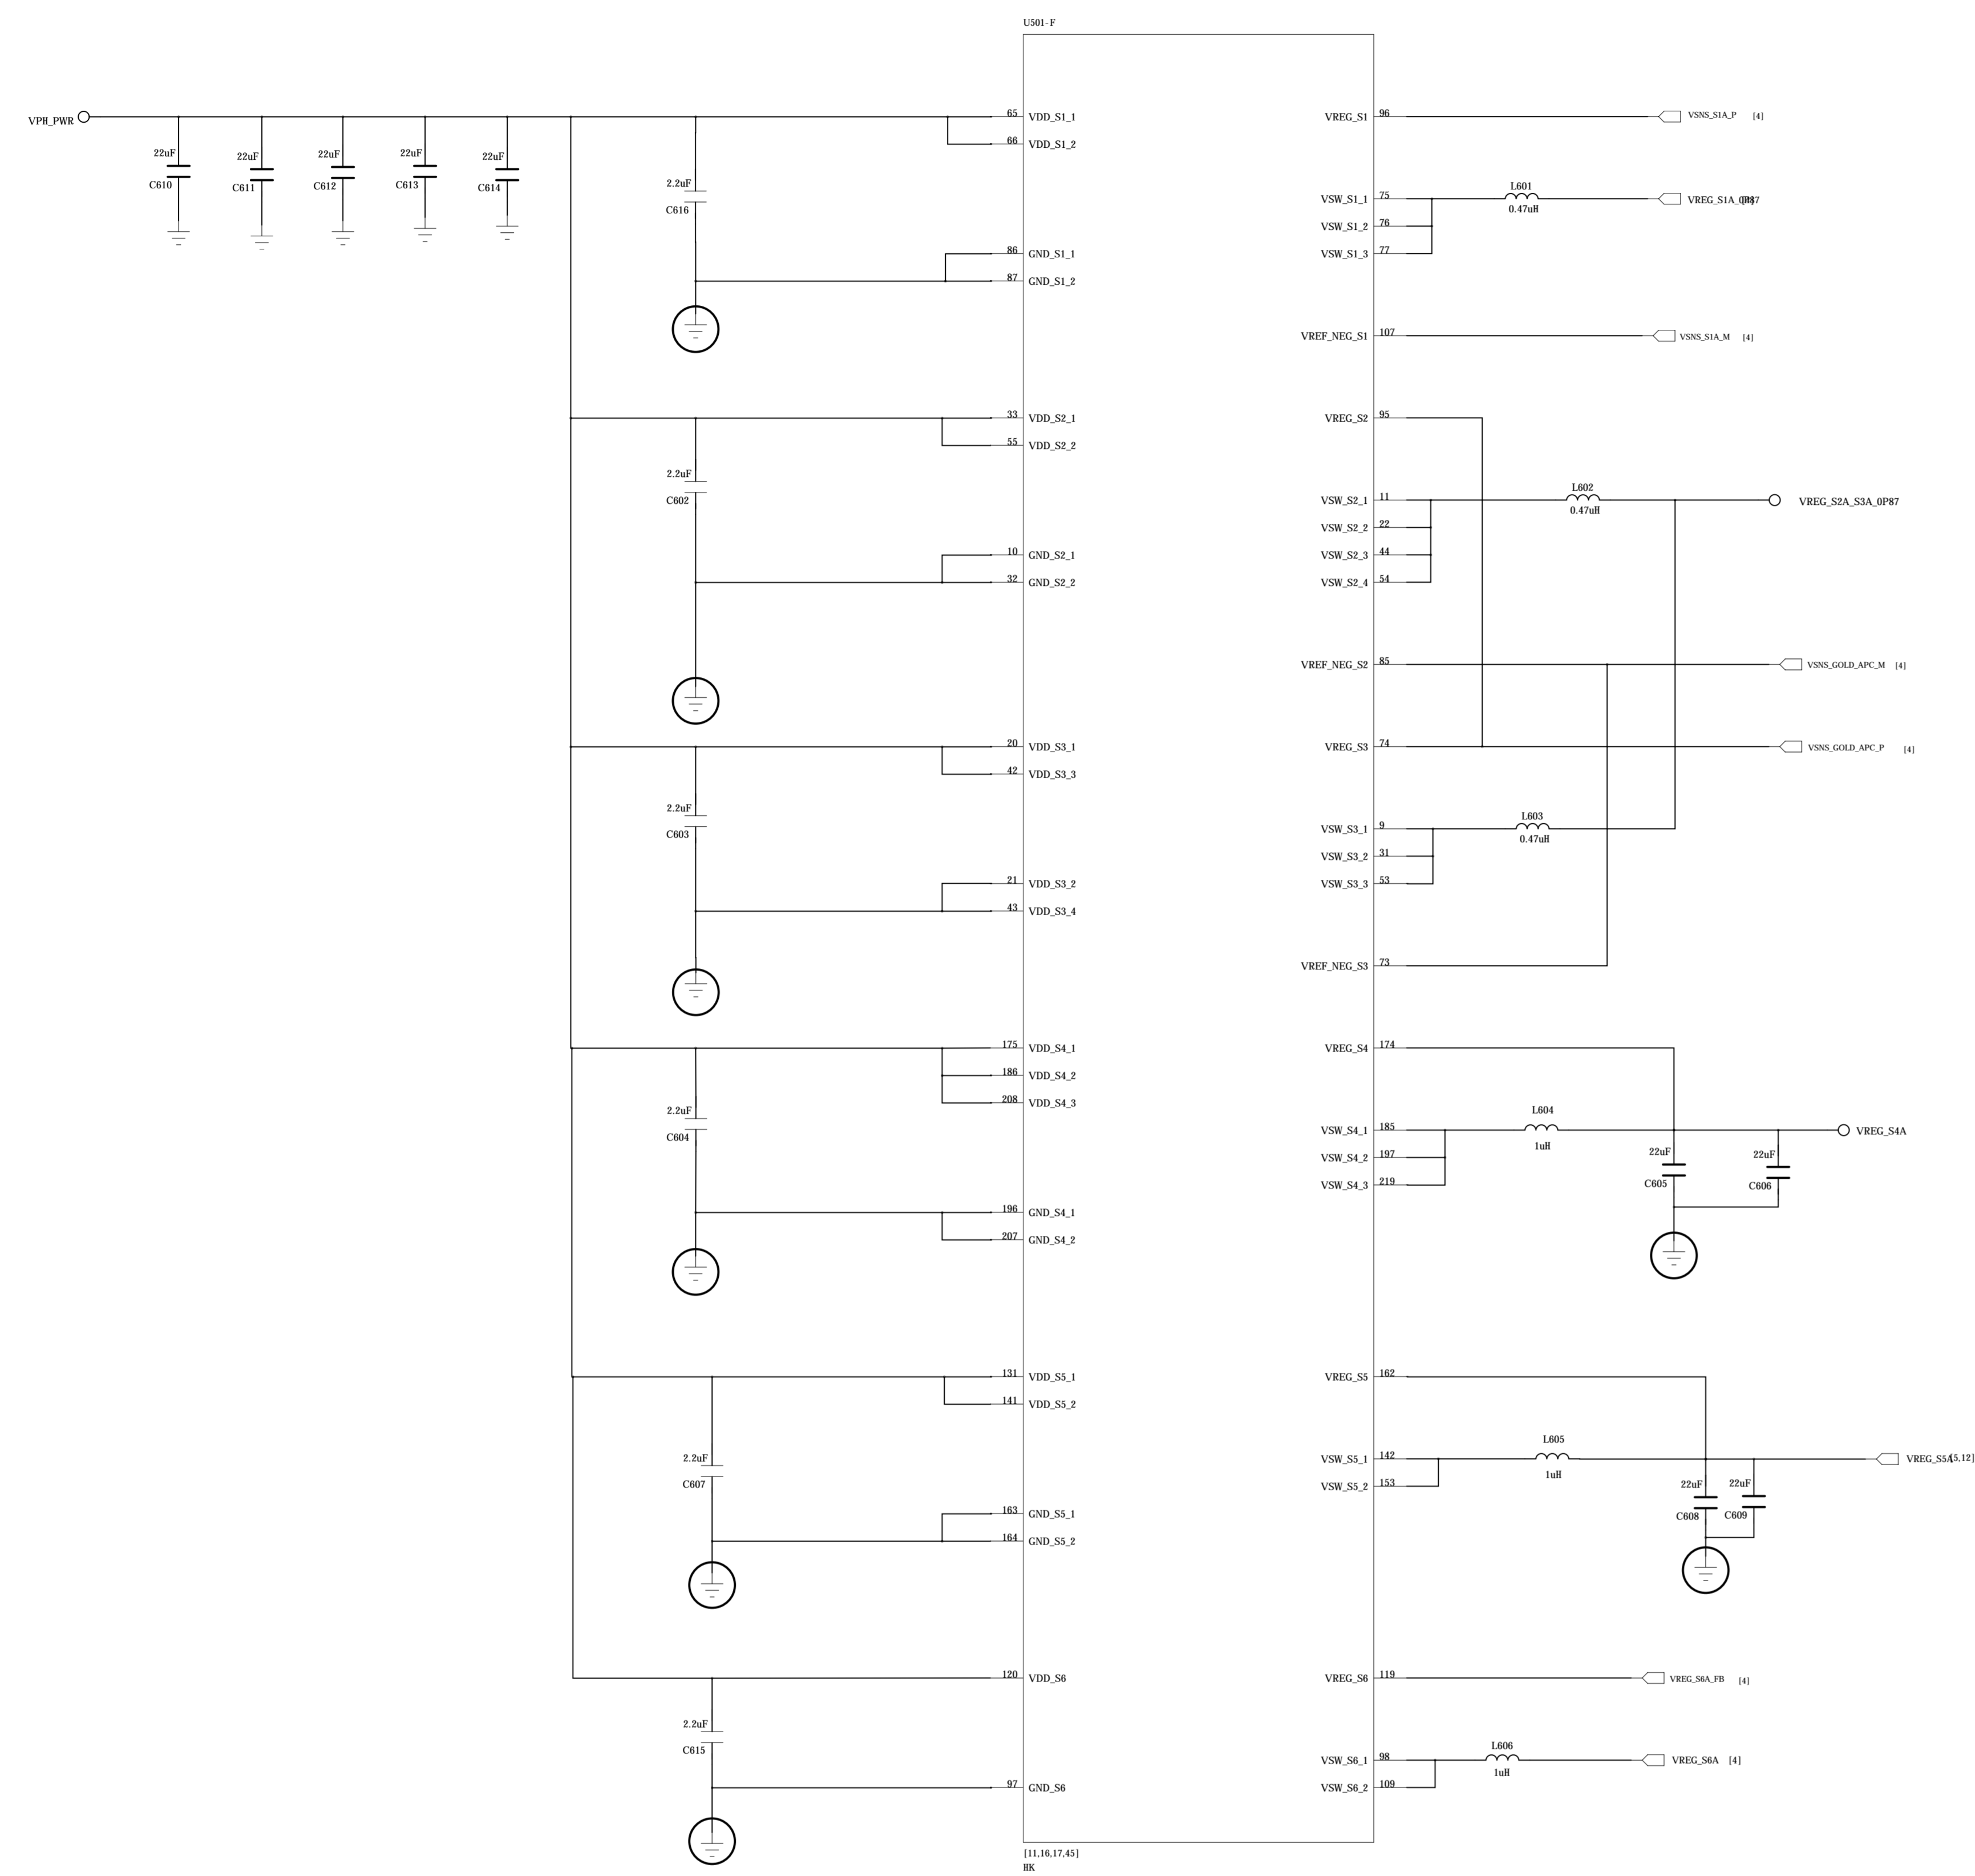 U501-F
VPH_PWR
22uF
C610
22uF
C611
22uF
C612
22uF
C613
22uF
C614
2.2uF
C616
65 VDD_S1_1
66 VDD_S1_2
86 GND_S1_1
87 GND_S1_2
VREG_S1 96
VSNS_S1A_P [4]
VSW_S1_1 75
VSW_S1_2 76
VSW_S1_3 77
L601
0.47uH
VREG_S1A_0P87
VREF_NEG_S1 107
VSNS_S1A_M [4]
33 VDD_S2_1
55 VDD_S2_2
2.2uF
C602
10 GND_S2_1
32 GND_S2_2
VREG_S2 95
VSW_S2_1 11
VSW_S2_2 22
VSW_S2_3 44
VSW_S2_4 54
L602
0.47uH
VREG_S2A_S3A_0P87
VREF_NEG_S2 85
VSNS_GOLD_APC_M [4]
20 VDD_S3_1
42 VDD_S3_3
2.2uF
C603
21 VDD_S3_2
43 VDD_S3_4
VREG_S3 74
VSNS_GOLD_APC_P [4]
VSW_S3_1 9
VSW_S3_2 31
VSW_S3_3 53
L603
0.47uH
VREF_NEG_S3 73
175 VDD_S4_1
186 VDD_S4_2
208 VDD_S4_3
2.2uF
C604
196 GND_S4_1
207 GND_S4_2
VREG_S4 174
VSW_S4_1 185
VSW_S4_2 197
VSW_S4_3 219
L604
1uH
22uF
C605
22uF
C606
VREG_S4A
131 VDD_S5_1
141 VDD_S5_2
2.2uF
C607
163 GND_S5_1
164 GND_S5_2
VREG_S5 162
VSW_S5_1 142
VSW_S5_2 153
L605
1uH
22uF
C608
22uF
C609
VREG_S5A [5,12]
120 VDD_S6
2.2uF
C615
97 GND_S6
VREG_S6 119
VREG_S6A_FB [4]
VSW_S6_1 98
VSW_S6_2 109
L606
1uH
VREG_S6A [4]
[11,16,17,45]
HK